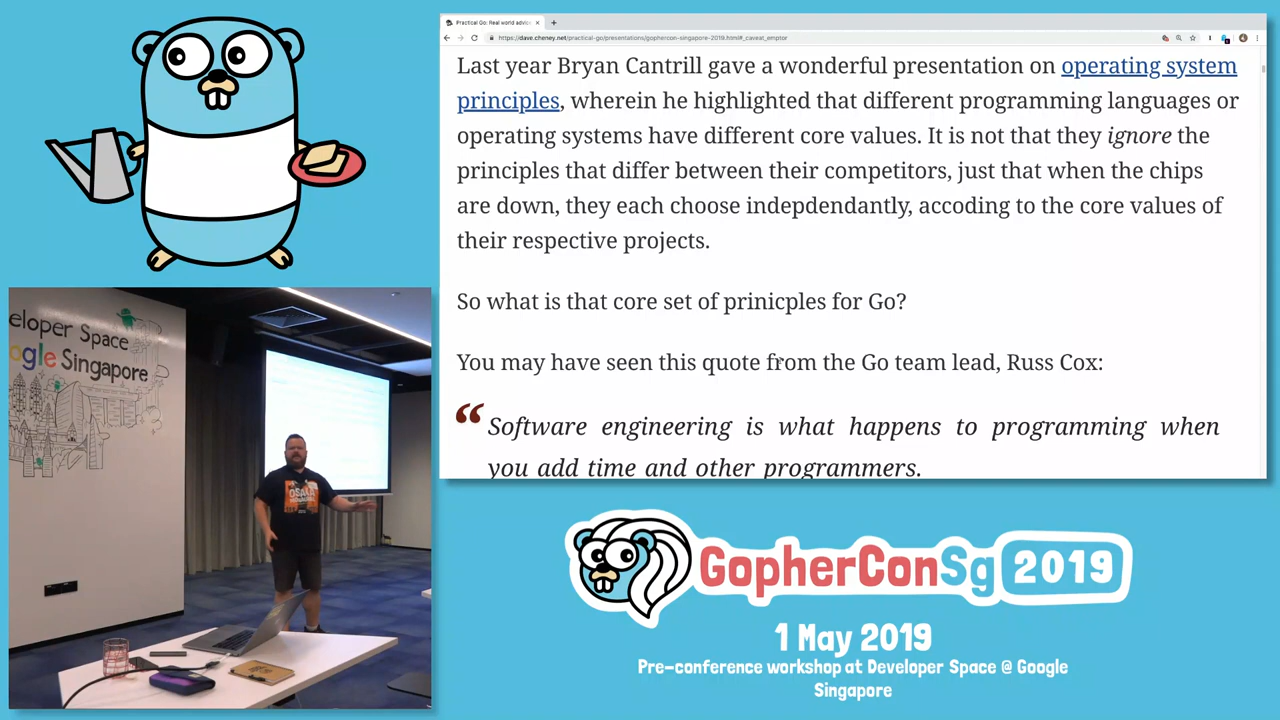 Practical Go: Real world advic
https://dave.cheney.net/practical-go/presentations/gophercon-singapore-2019.html#_caveat_emptor
Last year Bryan Cantrill gave a wonderful presentation on operating system
principles, wherein he highlighted that different programming languages or
operating systems have different core values. It is not that they ignore the
principles that differ between their competitors, just that when the chips
are down, they each choose indepdendantly, accoding to the core values of
their respective projects.
So what is that core set of prinicples for Go?
You may have seen this quote from the Go team lead, Russ Cox:
“Software engineering is what happens to programming when
you add time and other programmers.
eloper Space
ogle Singapore
OSAKA
GopherConSg 2019
1 May 2019
Pre-conference workshop at Developer Space @ Google
Singapore